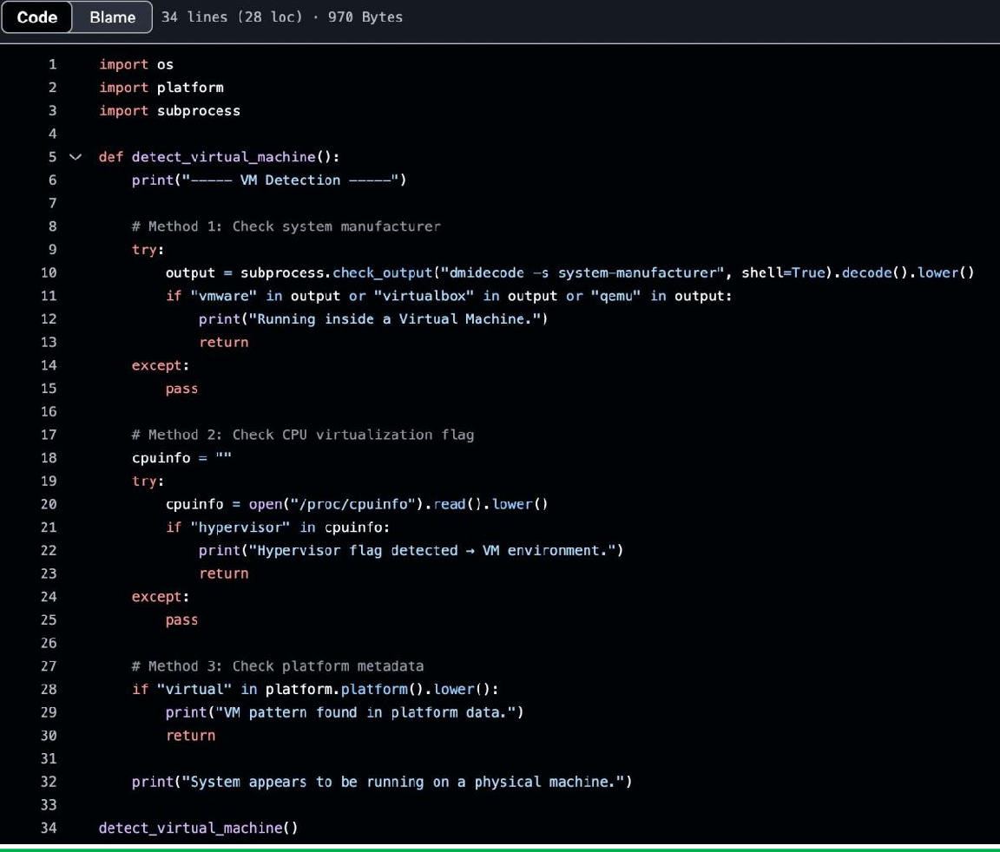 Code Blame 34 lines (28 loc) · 970 Bytes
1 import os
2 import platform
3 import subprocess
4
5 def detect_virtual_machine():
6     print("––––– VM Detection –––––")
7
8     # Method 1: Check system manufacturer
9     try:
10         output = subprocess.check_output("dmidecode –s system–manufacturer", shell=True).decode().lower()
11         if "vmware" in output or "virtualbox" in output or "qemu" in output:
12             print("Running inside a Virtual Machine.")
13             return
14     except:
15         pass
16
17     # Method 2: Check CPU virtualization flag
18     cpuinfo = ""
19     try:
20         cpuinfo = open("/proc/cpuinfo").read().lower()
21         if "hypervisor" in cpuinfo:
22             print("Hypervisor flag detected → VM environment.")
23             return
24     except:
25         pass
26
27     # Method 3: Check platform metadata
28     if "virtual" in platform.platform().lower():
29         print("VM pattern found in platform data.")
30         return
31
32     print("System appears to be running on a physical machine.")
33
34 detect_virtual_machine()